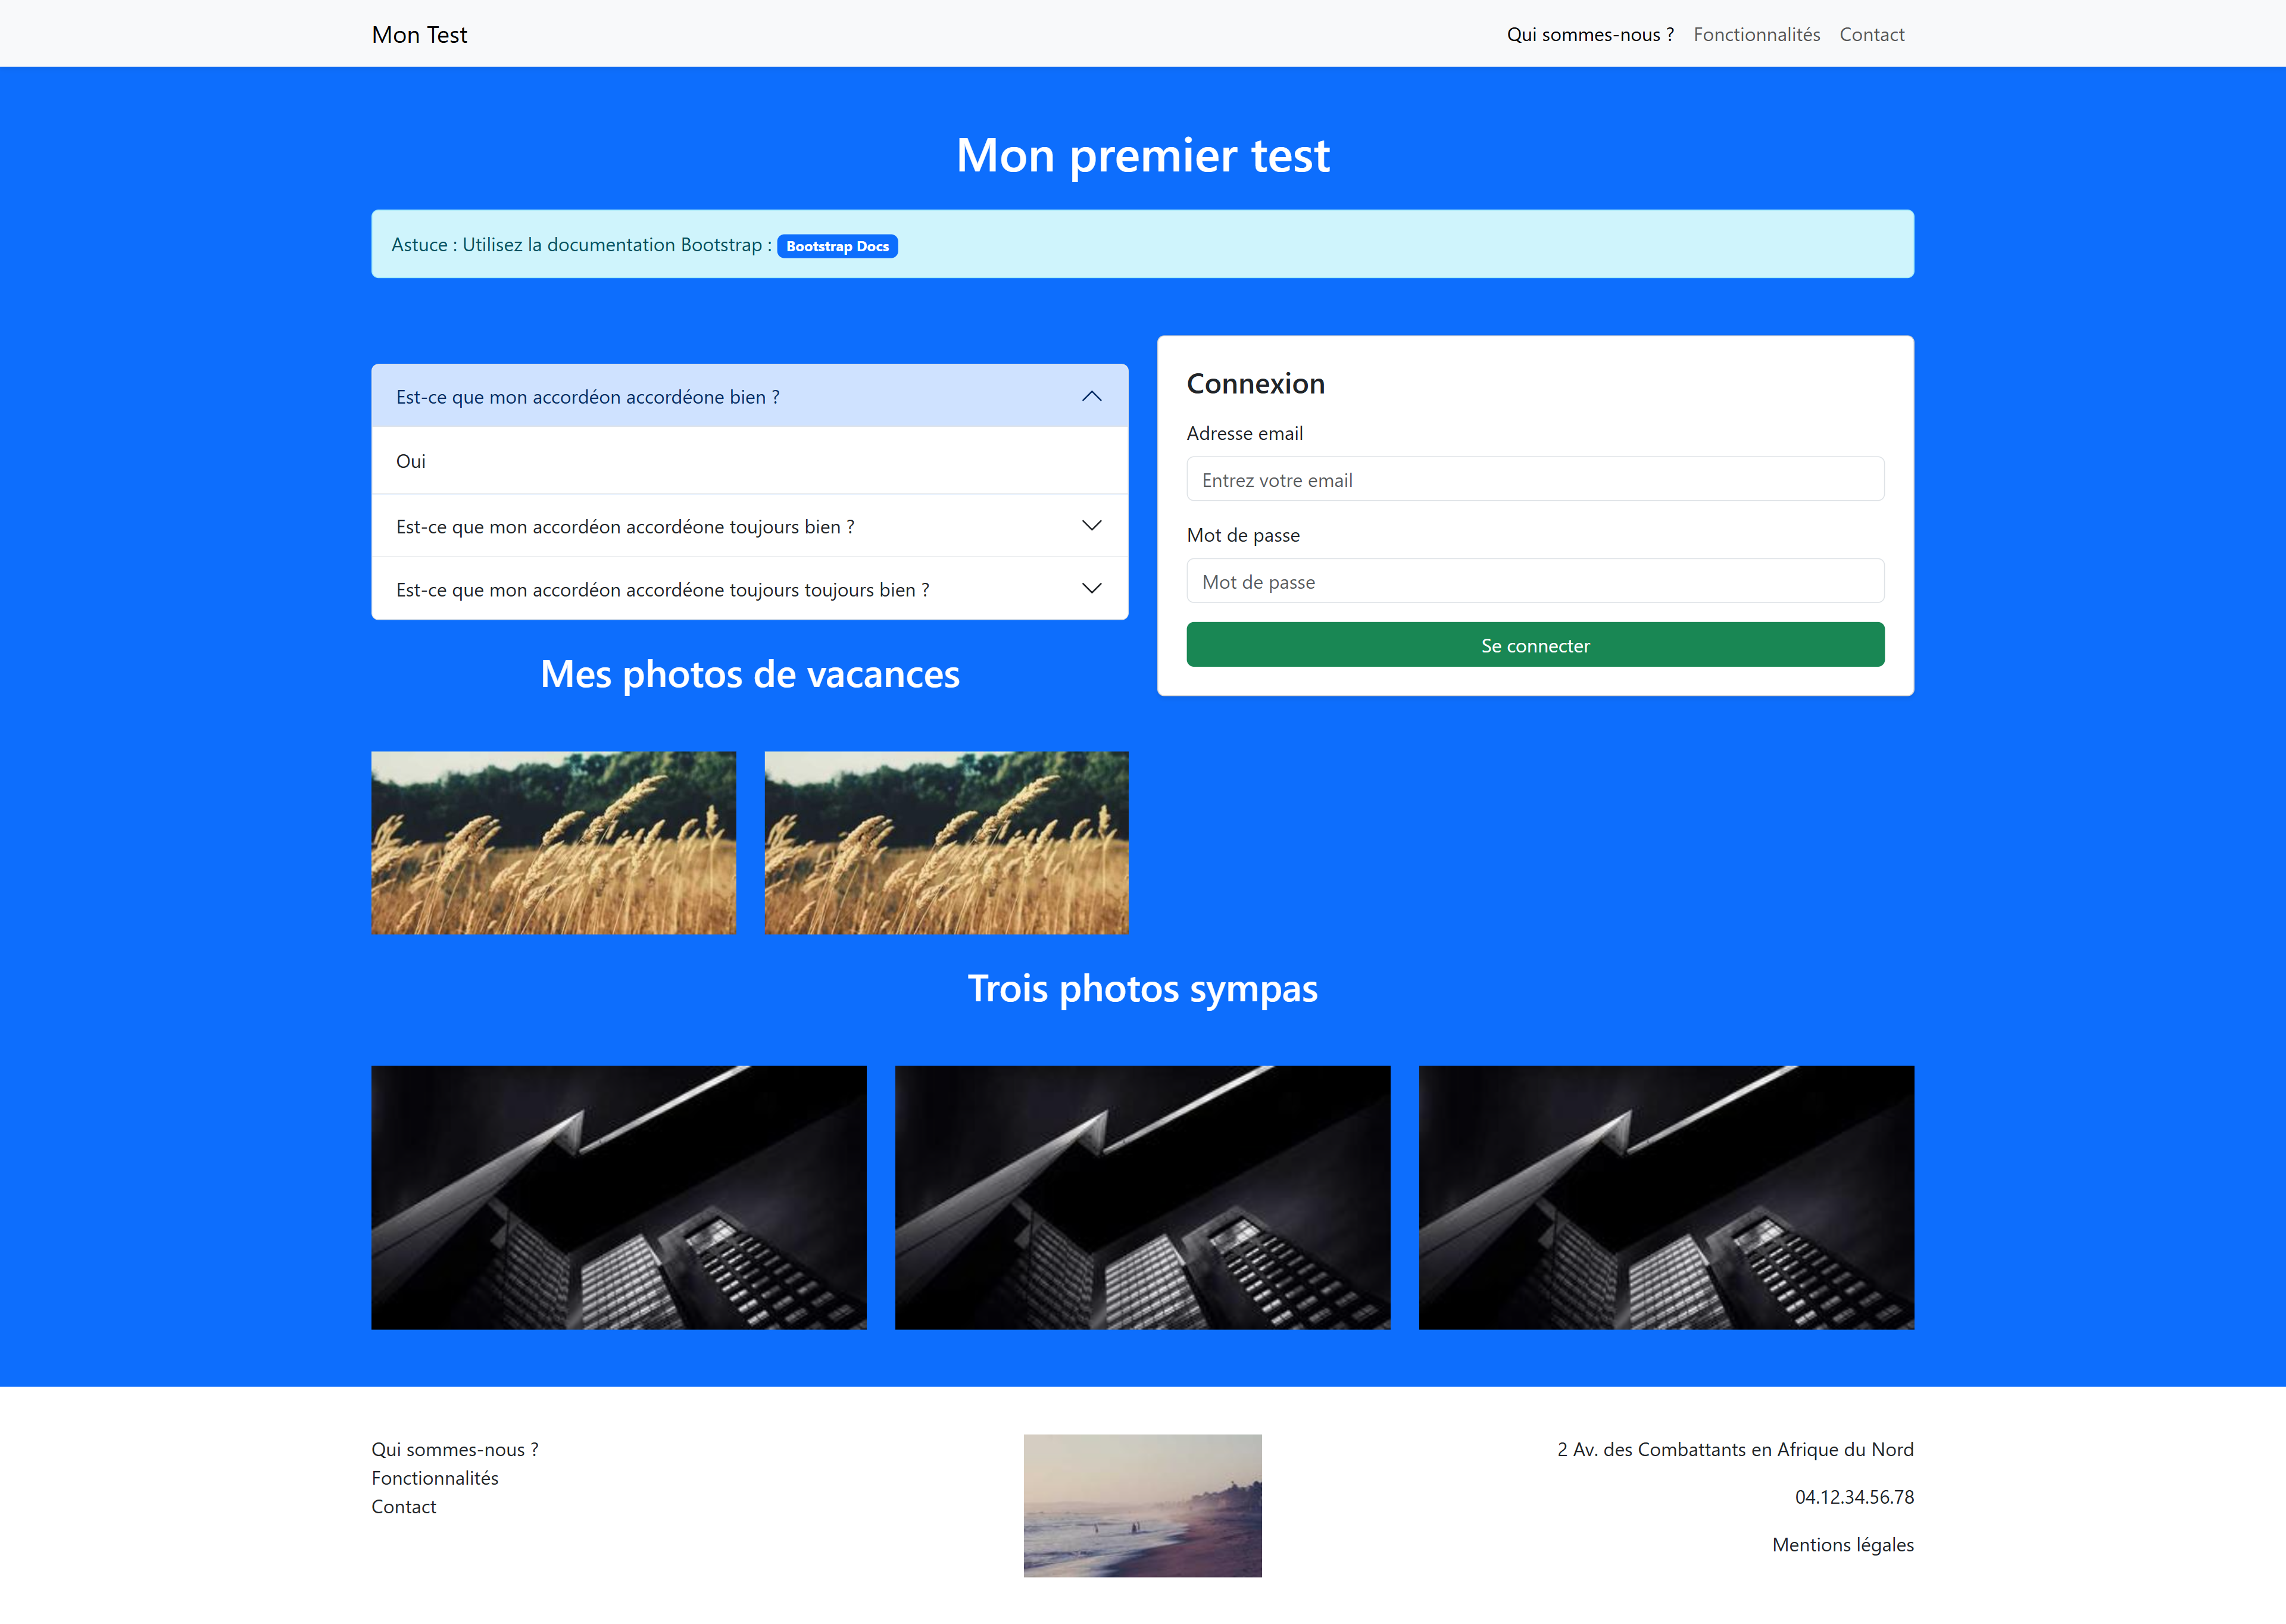 Mon Test
Qui sommes-nous ? Fonctionnalités Contact
Mon premier test
Astuce : Utilisez la documentation Bootstrap : Bootstrap Docs
Est-ce que mon accordéon accordéone bien ?
Oui
Est-ce que mon accordéon accordéone toujours bien ?
Est-ce que mon accordéon accordéone toujours toujours bien ?
Connexion
Adresse email
Entrez votre email
Mot de passe
Mot de passe
Se connecter
Mes photos de vacances
Trois photos sympas
Qui sommes-nous ?
Fonctionnalités
Contact
2 Av. des Combattants en Afrique du Nord
04.12.34.56.78
Mentions légales